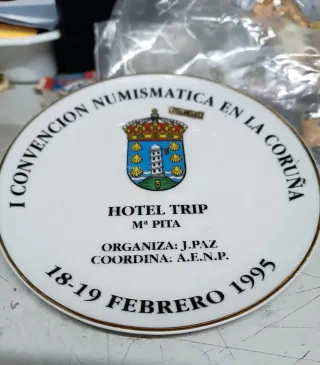 I CONVENCION NUMISMATICA EN LA CORUÑA
HOTEL TRIP
Mª PITA
ORGANIZA: J.PAZ
COORDINA: A.E.N.P.
18-19 FEBRERO 1995